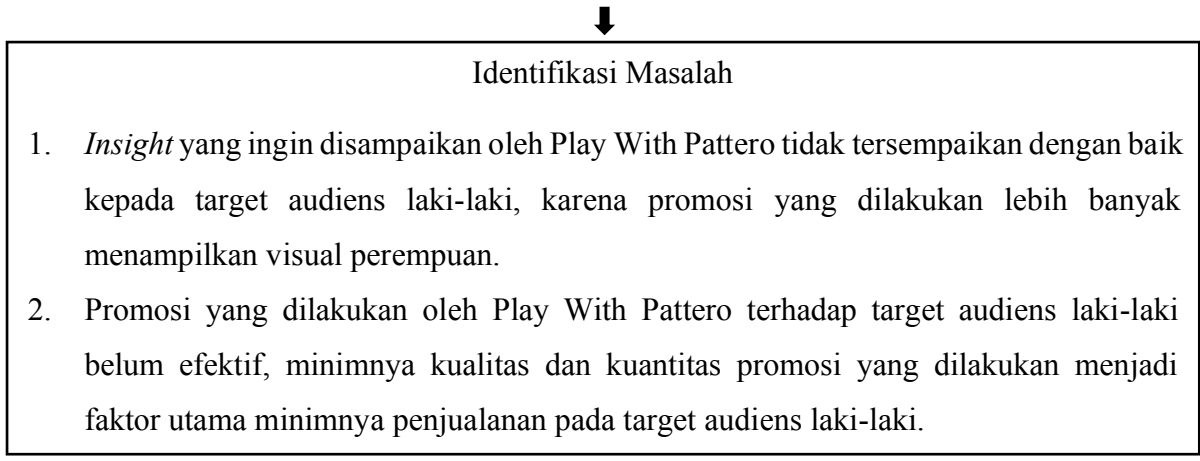 Identifikasi Masalah
1. Insight yang ingin disampaikan oleh Play With Pattero tidak tersempaikan dengan baik
kepada target audiens laki-laki, karena promosi yang dilakukan lebih banyak
menampilkan visual perempuan.
2. Promosi yang dilakukan oleh Play With Pattero terhadap target audiens laki-laki
belum efektif, minimnya kualitas dan kuantitas promosi yang dilakukan menjadi
faktor utama minimnya penjualanan pada target audiens laki-laki.